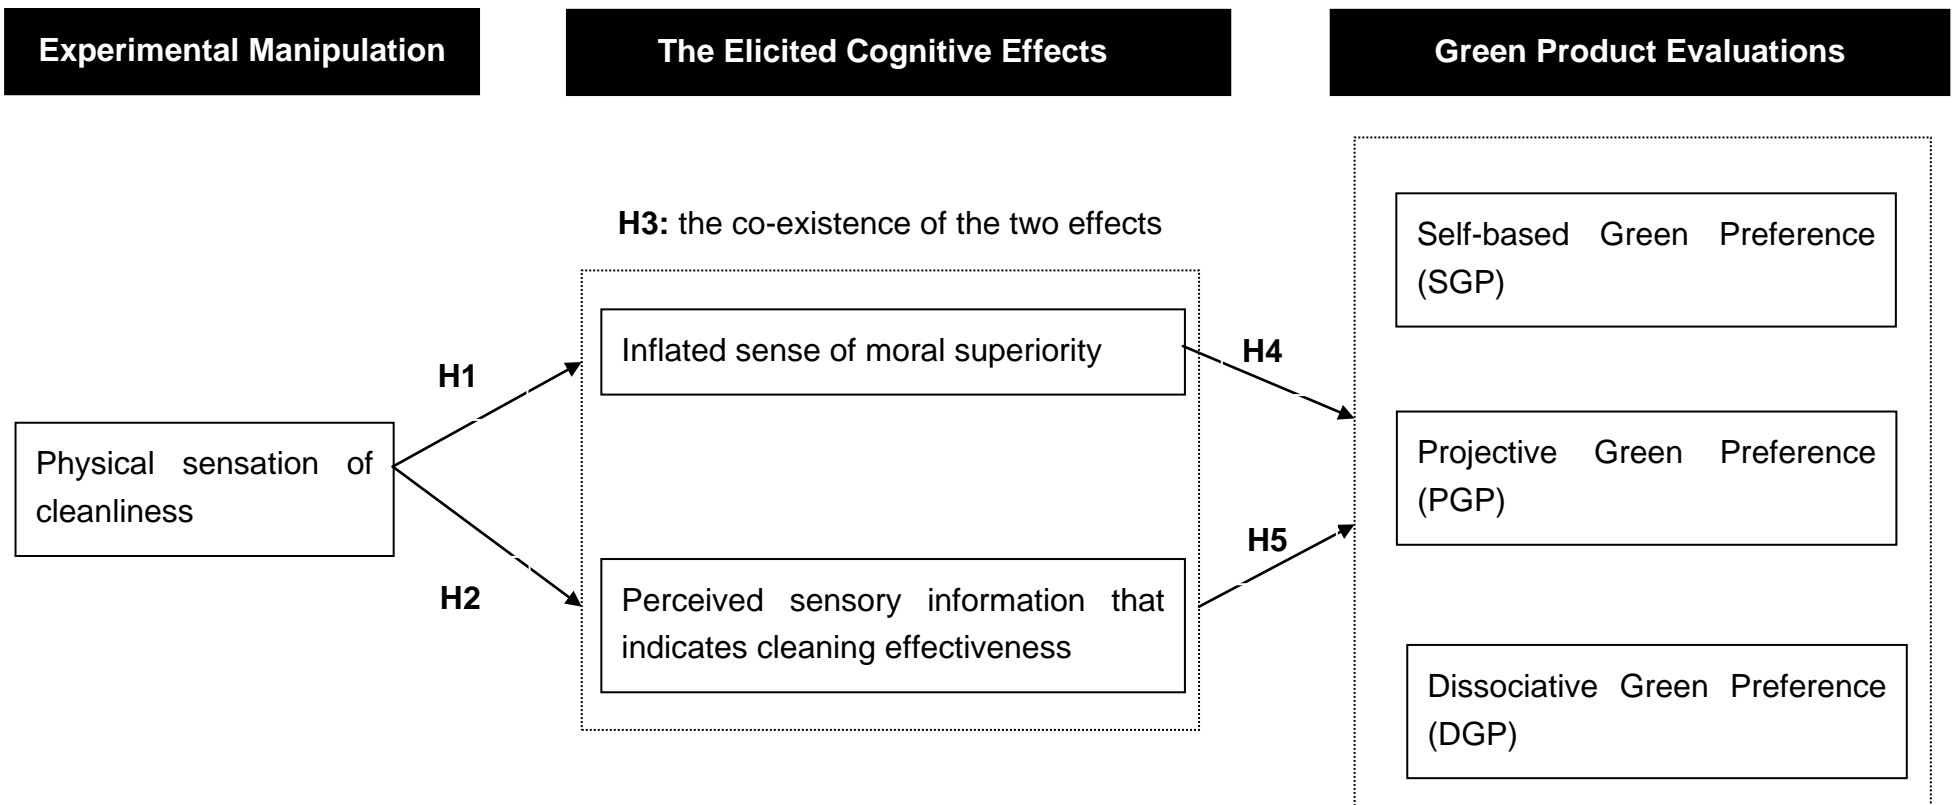 Experimental Manipulation
The Elicited Cognitive Effects
Green Product Evaluations
H3: the co-existence of the two effects
Physical sensation of
cleanliness
H1
H2
Inflated sense of moral superiority
Perceived sensory information that
indicates cleaning effectiveness
H4
H5
Self-based Green Preference
(SGP)
Projective Green Preference
(PGP)
Dissociative Green Preference
(DGP)